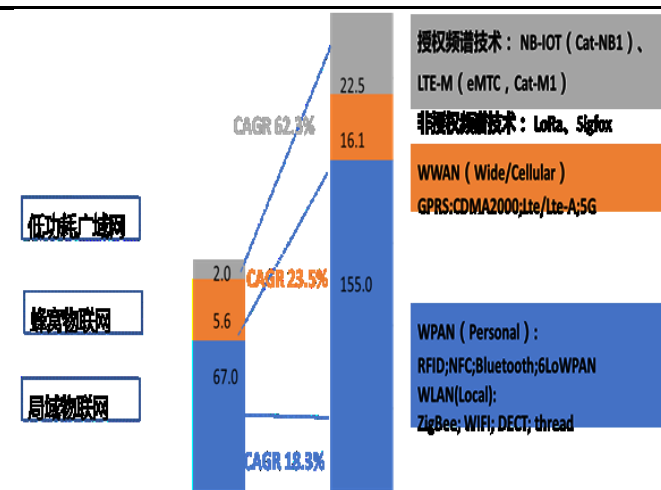 授权频谱技术：NB-IOT（Cat-NB1）、
LTE-M（eMTC，Cat-M1）
22.5
CAGR 62.3%
非授权频谱技术：LoRa、Sigfox
16.1
WWAN（Wide/Cellular）
GPRS:CDMA2000;Lte/Lte-A;5G
低功耗广域网
2.0
CAGR 23.5%
155.0
蜂窝物联网
5.6
WPAN（Personal）:
RFID;NFC;Bluetooth;6LoWPAN
67.0
WLAN(Local):
局域物联网
ZigBee; WIFI; DECT; thread
CAGR 18.3%